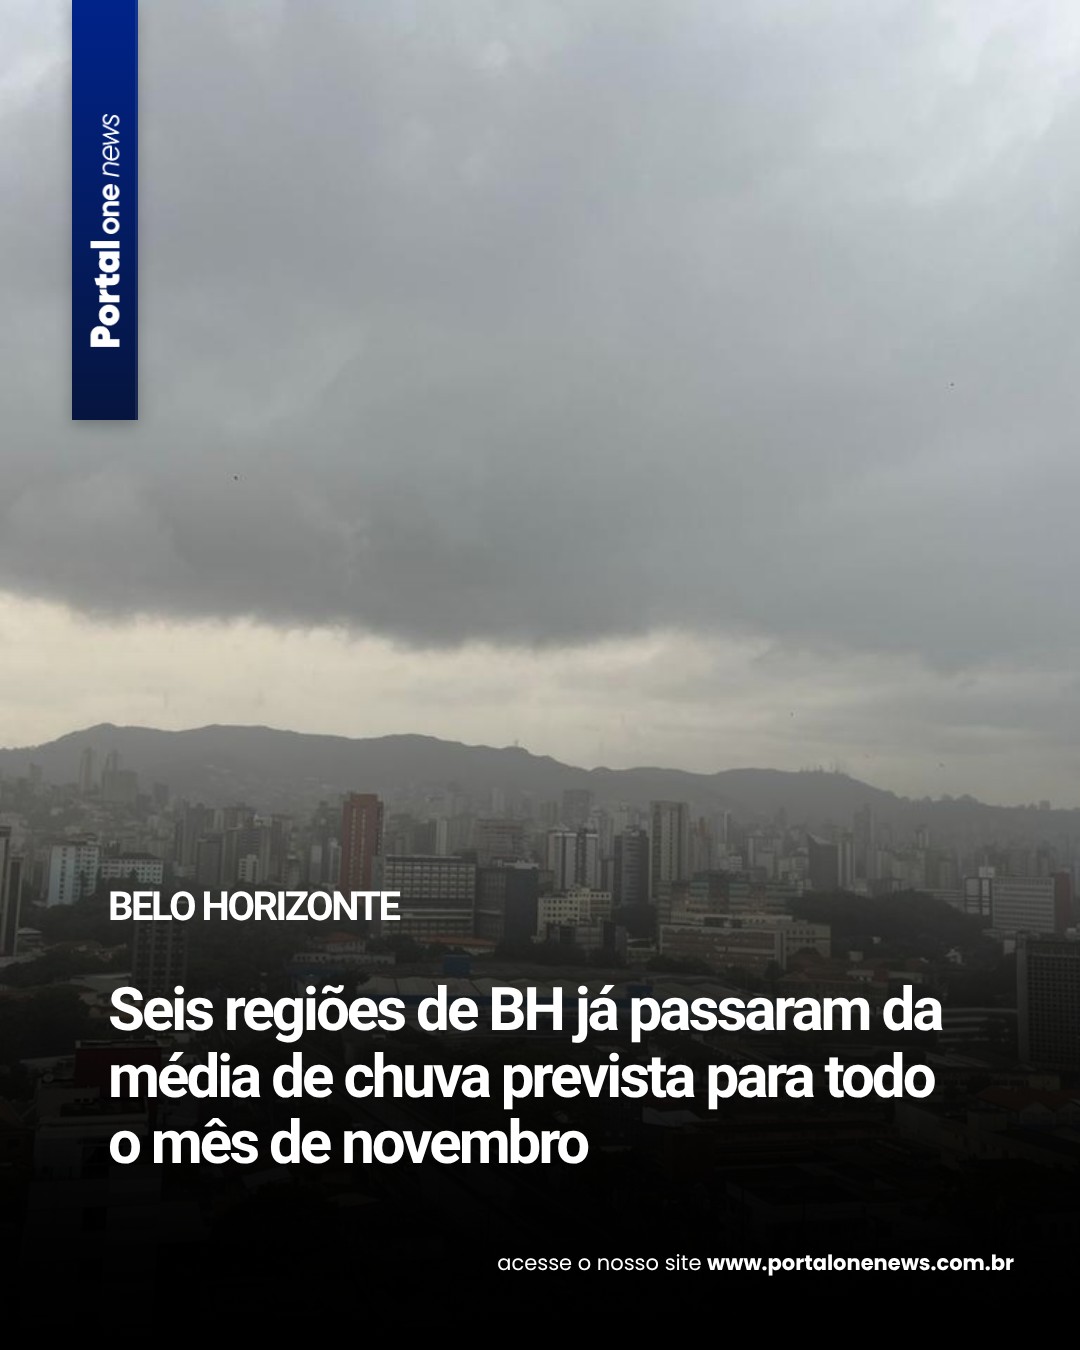 Portal one news
BELO HORIZONTE
Seis regiões de BH já passaram da
média de chuva prevista para todo
o mês de novembro
acesse o nosso site www.portalonenews.com.br